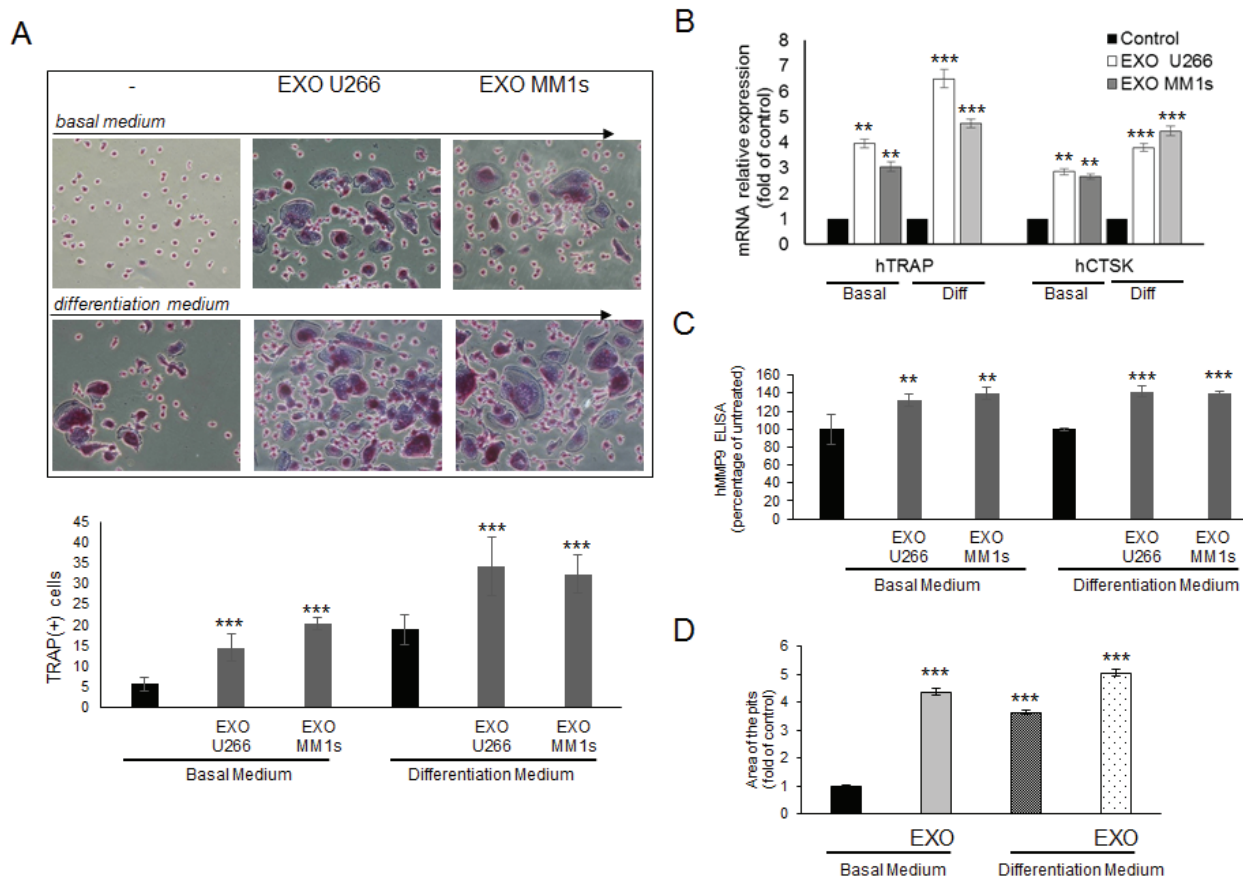 A
- EXO U266 EXO MM1s
basal medium
differentiation medium
45
40
35
30
25
20
15
10
5
0
TRAP(+) cells
*** *** *** ***
EXO U266 EXO MM1s EXO U266 EXO MM1s
Basal Medium Differentiation Medium
B
Control
EXO U266
EXO MM1s
8
7
6
5
4
3
2
1
0
mRNA relative expression
(fold of control)
** ** *** *** ** ** *** ***
hTRAP hCTSK
Basal Diff Basal Diff
C
160
140
120
100
80
60
40
20
0
hMMP9 ELISA
(percentage of untreated)
** ** *** ***
EXO U266 EXO MM1s EXO U266 EXO MM1s
Basal Medium Differentiation Medium
D
6
5
4
3
2
1
0
Area of the pits
(fold of control)
*** *** ***
EXO EXO
Basal Medium Differentiation Medium